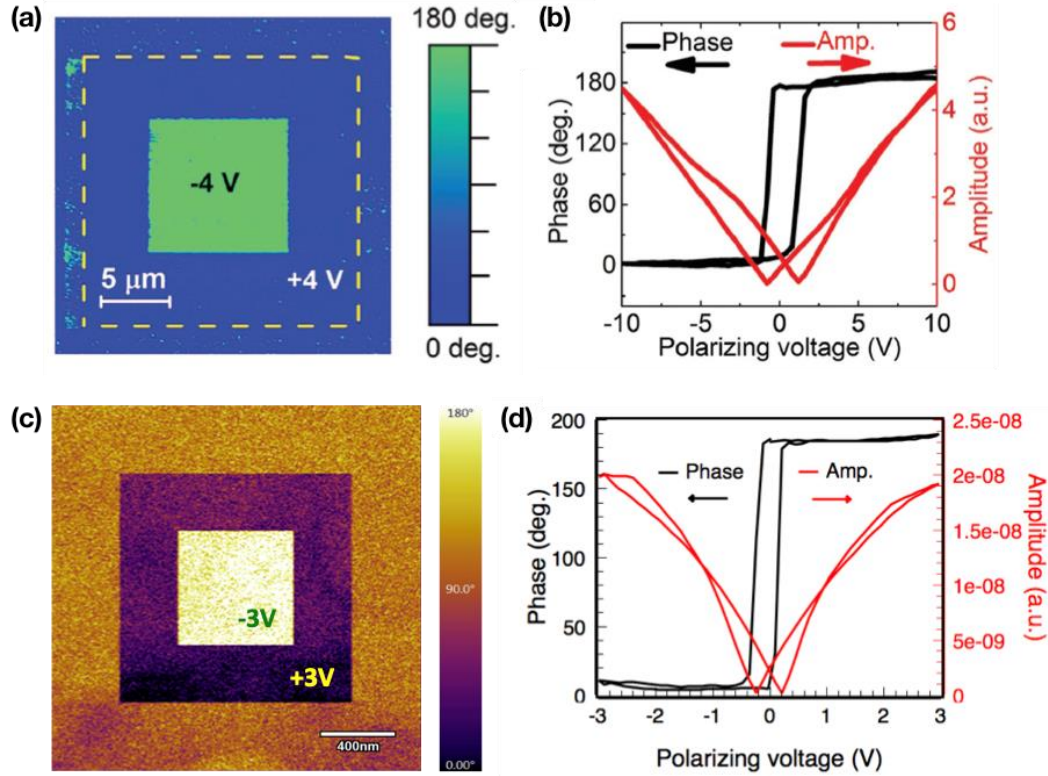 (a)
180 deg.
-4 V
5 μm
+4 V
0 deg.
(b)
Phase
Amp.
Phase (deg.)
180
120
60
0
Amplitude (a.u.)
6
4
2
0
-10 -5 0 5 10
Polarizing voltage (V)
(c)
180°
90.0°
0.00°
-3V
+3V
400nm
(d)
Phase
Amp.
Phase (deg.)
200
150
100
50
0
Amplitude (a.u.)
2.5e-08
2e-08
1.5e-08
1e-08
5e-09
0
-3 -2 -1 0 1 2 3
Polarizing voltage (V)